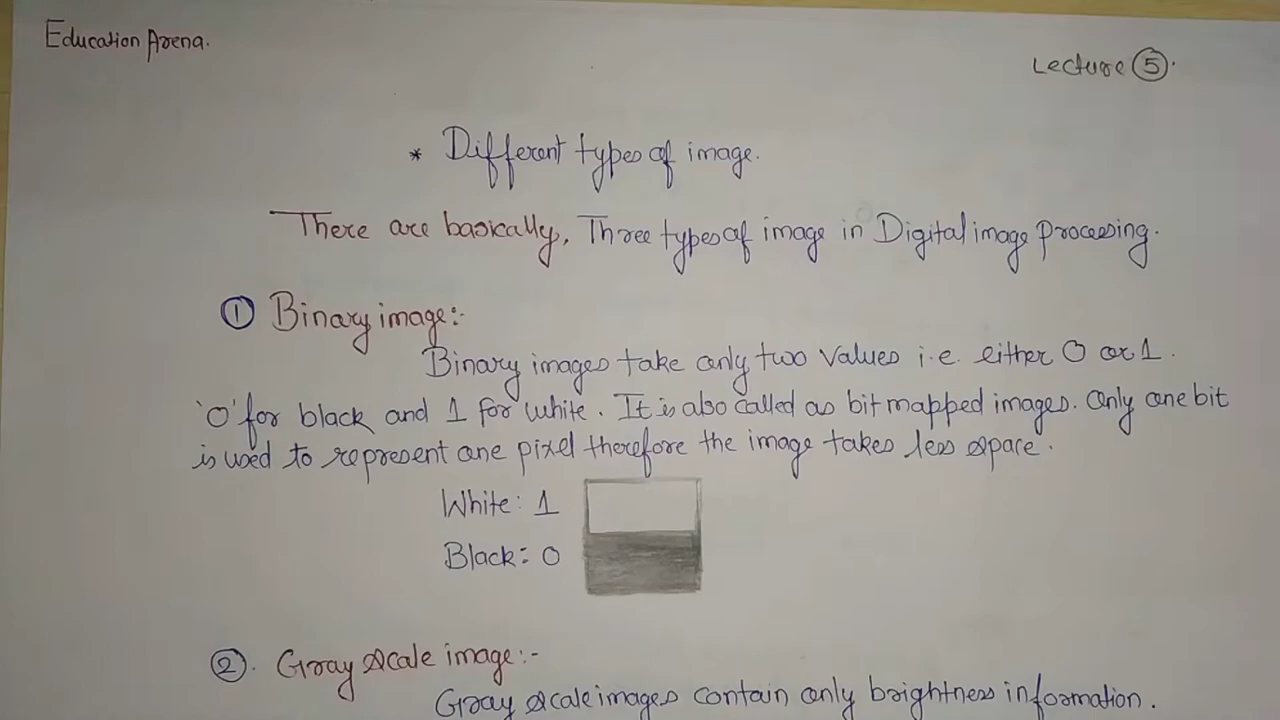 Education Arena.
Lecture 5.
* Different types of image.
There are basically, Three types of image in Digital image processing.
1 Binary image:-
Binary images take only two values i.e. either 0 or 1.
'0' for black and 1 for white. It is also called as bit mapped images. Only one bit
is used to represent one pixel therefore the image takes less space.
White: 1
Black: 0
2. Gray scale image:-
Gray scale images contain only brightness information.